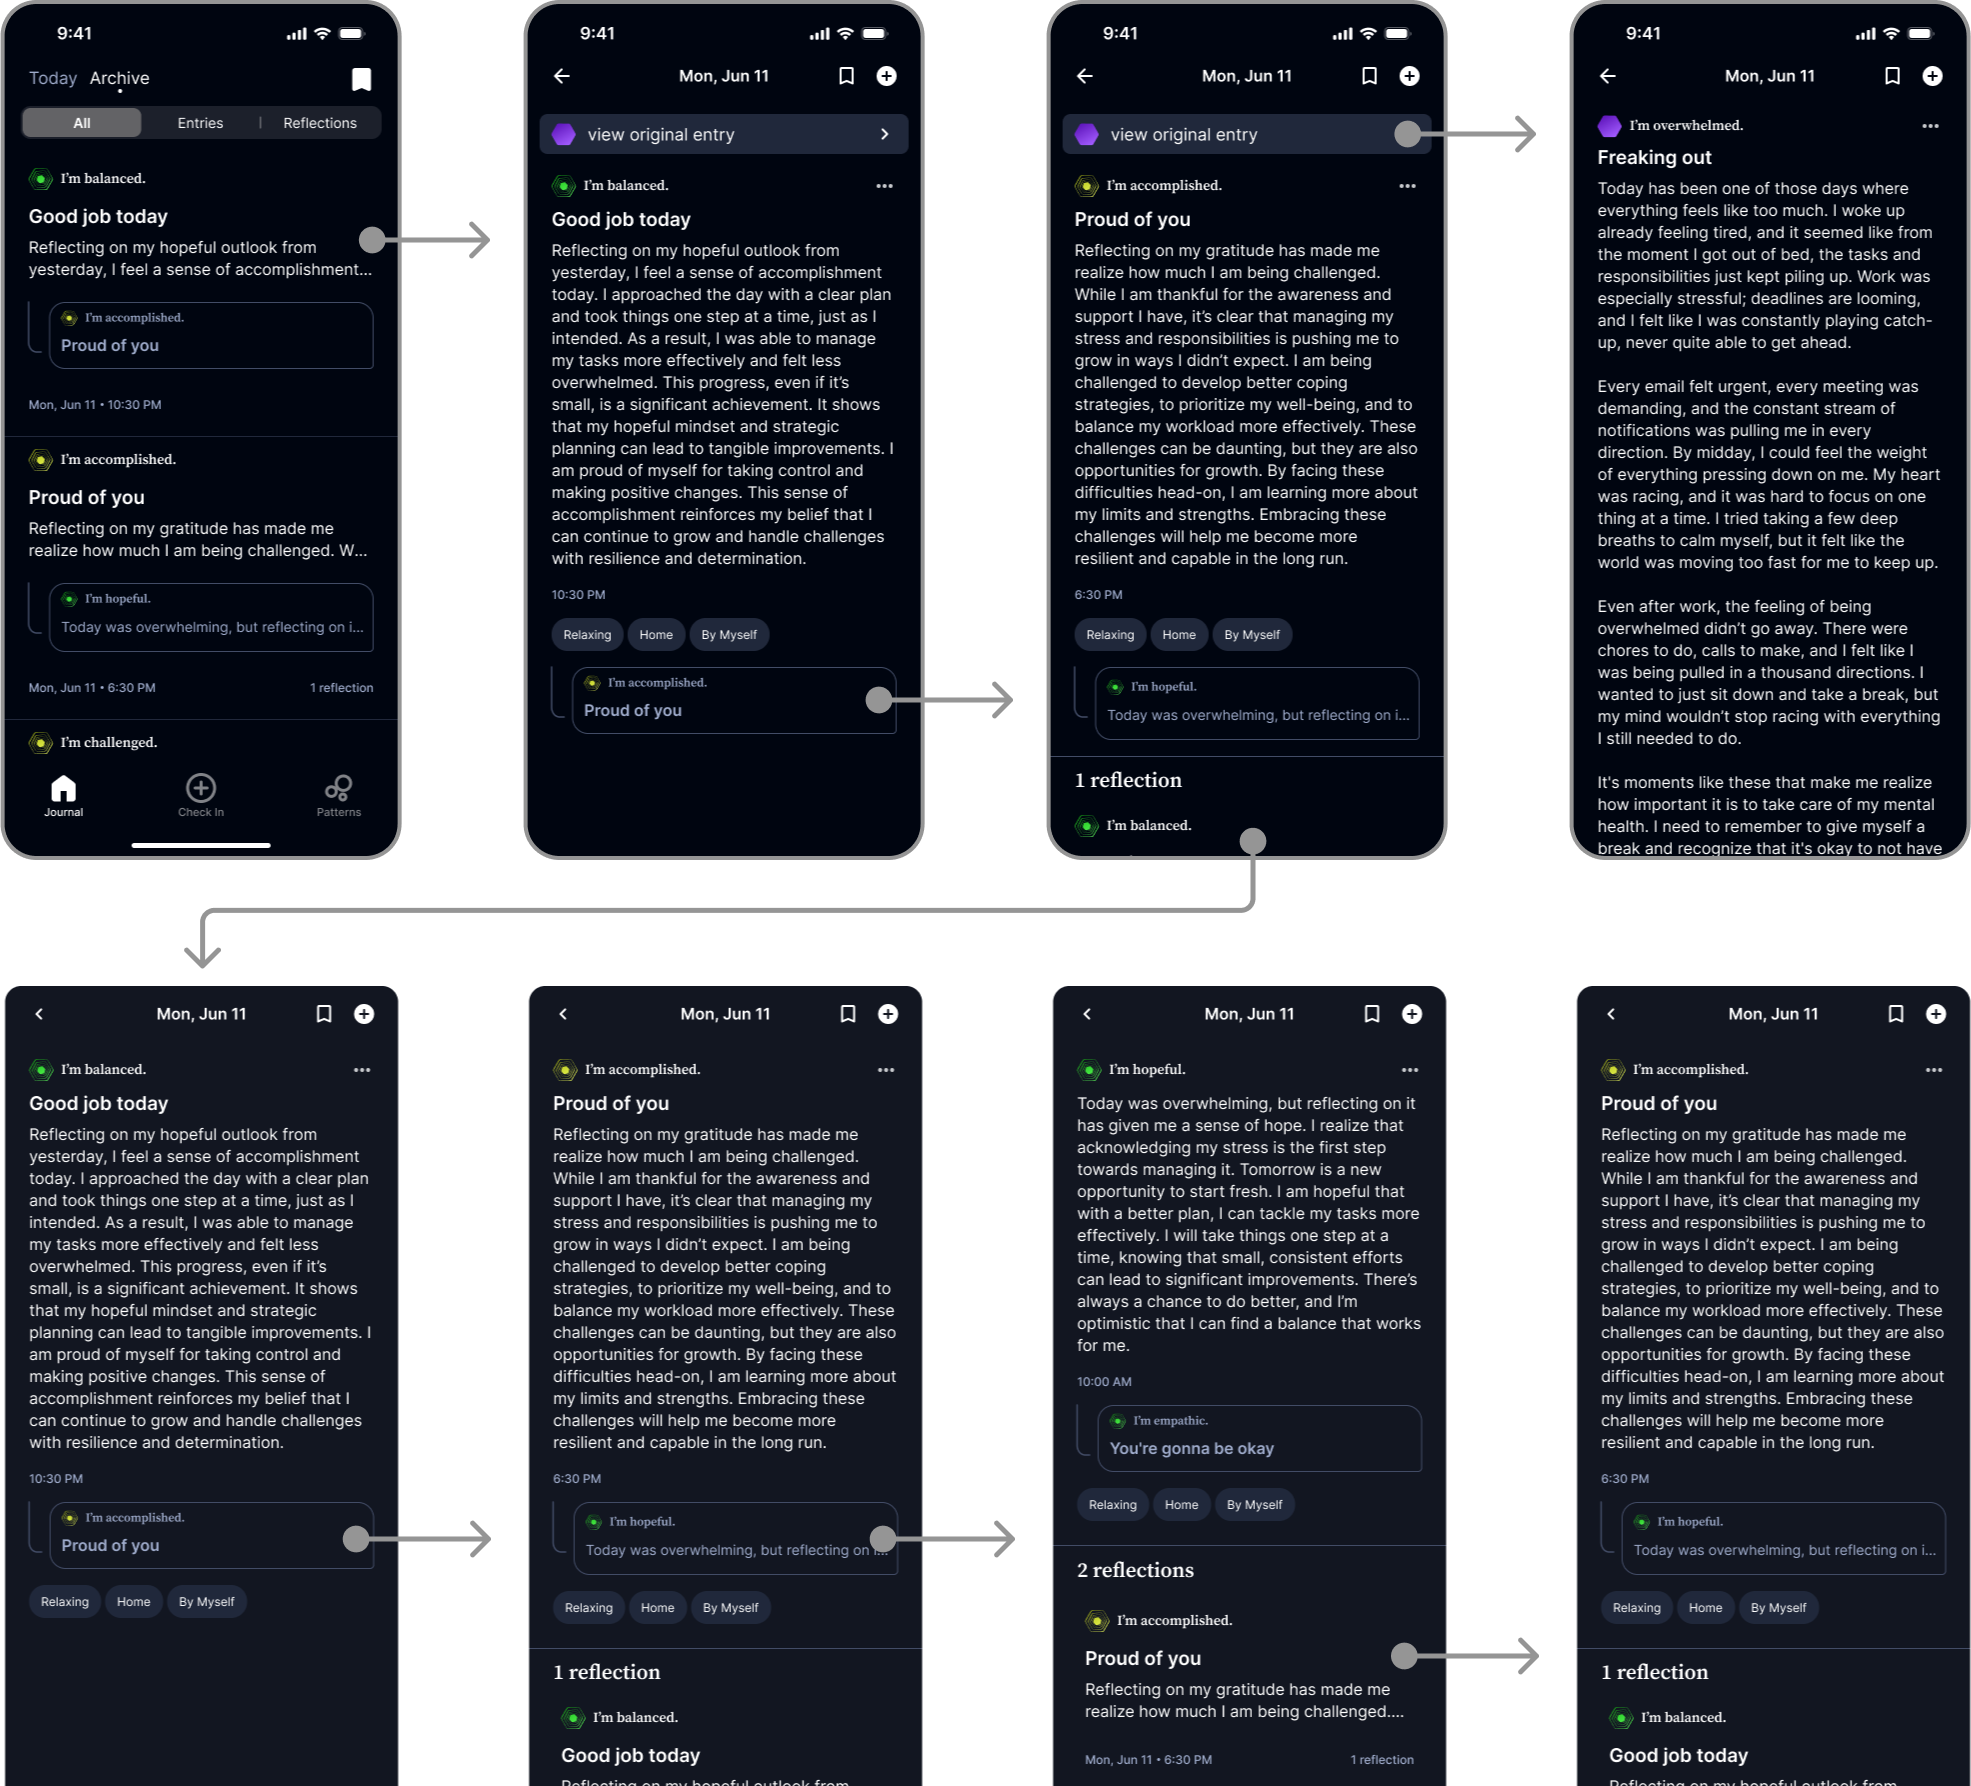 9:41
Today Archive
All Entries Reflections
I'm balanced.
Good job today
Reflecting on my hopeful outlook from
yesterday, I feel a sense of accomplishment...
I'm accomplished.
Proud of you
Mon, Jun 11 • 10:30 PM
I'm accomplished.
Proud of you
Reflecting on my gratitude has made me
realize how much I am being challenged. W...
I'm hopeful.
Today was overwhelming, but reflecting on i...
Mon, Jun 11 • 6:30 PM 1 reflection
I'm challenged.
Journal Check In Patterns
9:41
Mon, Jun 11
view original entry
I'm balanced.
Good job today
Reflecting on my hopeful outlook from
yesterday, I feel a sense of accomplishment
today. I approached the day with a clear plan
and took things one step at a time, just as I
intended. As a result, I was able to manage
my tasks more effectively and felt less
overwhelmed. This progress, even if it's
small, is a significant achievement. It shows
that my hopeful mindset and strategic
planning can lead to tangible improvements. I
am proud of myself for taking control and
making positive changes. This sense of
accomplishment reinforces my belief that I
can continue to grow and handle challenges
with resilience and determination.
10:30 PM
Relaxing Home By Myself
I'm accomplished.
Proud of you
9:41
Mon, Jun 11
view original entry
I'm accomplished.
Proud of you
Reflecting on my gratitude has made me
realize how much I am being challenged.
While I am thankful for the awareness and
support I have, it's clear that managing my
stress and responsibilities is pushing me to
grow in ways I didn't expect. I am being
challenged to develop better coping
strategies, to prioritize my well-being, and to
balance my workload more effectively. These
challenges can be daunting, but they are also
opportunities for growth. By facing these
difficulties head-on, I am learning more about
my limits and strengths. Embracing these
challenges will help me become more
resilient and capable in the long run.
6:30 PM
Relaxing Home By Myself
I'm hopeful.
Today was overwhelming, but reflecting on i...
1 reflection
I'm balanced.
9:41
Mon, Jun 11
I'm overwhelmed.
Freaking out
Today has been one of those days where
everything feels like too much. I woke up
already feeling tired, and it seemed like from
the moment I got out of bed, the tasks and
responsibilities just kept piling up. Work was
especially stressful; deadlines are looming,
and I felt like I was constantly playing catch-
up, never quite able to get ahead.
Every email felt urgent, every meeting was
demanding, and the constant stream of
notifications was pulling me in every
direction. By midday, I could feel the weight
of everything pressing down on me. My heart
was racing, and it was hard to focus on one
thing at a time. I tried taking a few deep
breaths to calm myself, but it felt like the
world was moving too fast for me to keep up.
Even after work, the feeling of being
overwhelmed didn't go away. There were
chores to do, calls to make, and I felt like I
was being pulled in a thousand directions. I
wanted to just sit down and take a break, but
my mind wouldn't stop racing with everything
I still needed to do.
It's moments like these that make me realize
how important it is to take care of my mental
health. I need to remember to give myself a
break and recognize that it's okay to not have
Mon, Jun 11
I'm balanced.
Good job today
Reflecting on my hopeful outlook from
yesterday, I feel a sense of accomplishment
today. I approached the day with a clear plan
and took things one step at a time, just as I
intended. As a result, I was able to manage
my tasks more effectively and felt less
overwhelmed. This progress, even if it's
small, is a significant achievement. It shows
that my hopeful mindset and strategic
planning can lead to tangible improvements. I
am proud of myself for taking control and
making positive changes. This sense of
accomplishment reinforces my belief that I
can continue to grow and handle challenges
with resilience and determination.
10:30 PM
I'm accomplished.
Proud of you
Relaxing Home By Myself
Mon, Jun 11
I'm accomplished.
Proud of you
Reflecting on my gratitude has made me
realize how much I am being challenged.
While I am thankful for the awareness and
support I have, it's clear that managing my
stress and responsibilities is pushing me to
grow in ways I didn't expect. I am being
challenged to develop better coping
strategies, to prioritize my well-being, and to
balance my workload more effectively. These
challenges can be daunting, but they are also
opportunities for growth. By facing these
difficulties head-on, I am learning more about
my limits and strengths. Embracing these
challenges will help me become more
resilient and capable in the long run.
6:30 PM
I'm hopeful.
Today was overwhelming, but reflecting on i...
Relaxing Home By Myself
1 reflection
I'm balanced.
Good job today
Reflecting on my hopeful outlook from
Mon, Jun 11
I'm hopeful.
Today was overwhelming, but reflecting on it
has given me a sense of hope. I realize that
acknowledging my stress is the first step
towards managing it. Tomorrow is a new
opportunity to start fresh. I am hopeful that
with a better plan, I can tackle my tasks more
effectively. I will take things one step at a
time, knowing that small, consistent efforts
can lead to significant improvements. There's
always a chance to do better, and I'm
optimistic that I can find a balance that works
for me.
10:00 AM
I'm empathic.
You're gonna be okay
Relaxing Home By Myself
2 reflections
I'm accomplished.
Proud of you
Reflecting on my gratitude has made me
realize how much I am being challenged....
Mon, Jun 11 • 6:30 PM 1 reflection
Mon, Jun 11
I'm accomplished.
Proud of you
Reflecting on my gratitude has made me
realize how much I am being challenged.
While I am thankful for the awareness and
support I have, it's clear that managing my
stress and responsibilities is pushing me to
grow in ways I didn't expect. I am being
challenged to develop better coping
strategies, to prioritize my well-being, and to
balance my workload more effectively. These
challenges can be daunting, but they are also
opportunities for growth. By facing these
difficulties head-on, I am learning more about
my limits and strengths. Embracing these
challenges will help me become more
resilient and capable in the long run.
6:30 PM
I'm hopeful.
Today was overwhelming, but reflecting on i...
Relaxing Home By Myself
1 reflection
I'm balanced.
Good job today
Reflecting on my hopeful outlook from